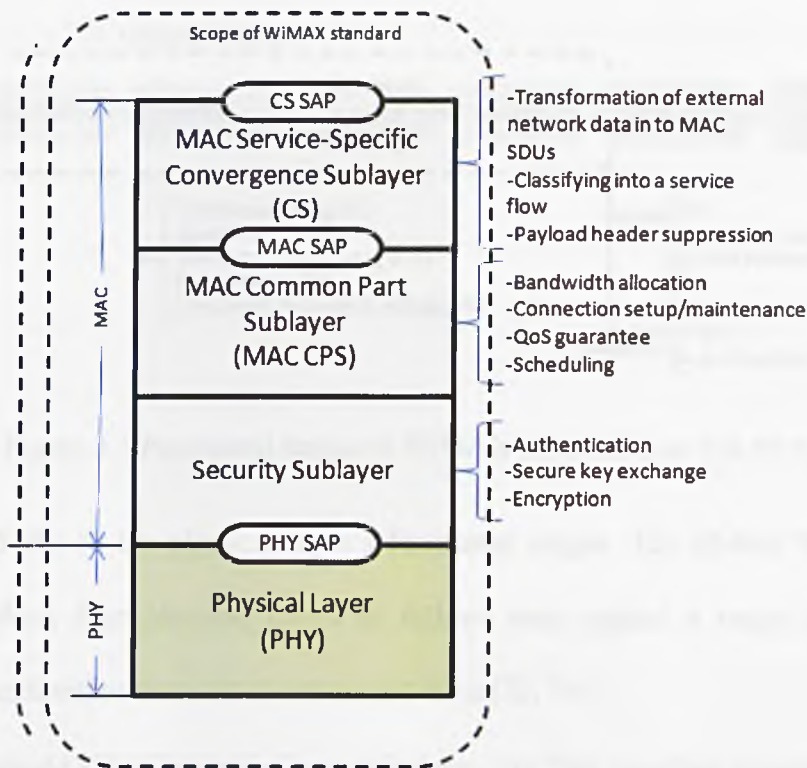 Scope of WiMAX standard
CS SAP
MAC Service-Specific
Convergence Sublayer
(CS)
-Transformation of external
network data in to MAC
SDUs
-Classifying into a service
flow
-Payload header suppression
MAC SAP
MAC Common Part
Sublayer
(MAC CPS)
-Bandwidth allocation
-Connection setup/maintenance
-QoS guarantee
-Scheduling
MAC
Security Sublayer
-Authentication
-Secure key exchange
-Encryption
PHY SAP
Physical Layer
(PHY)
PHY